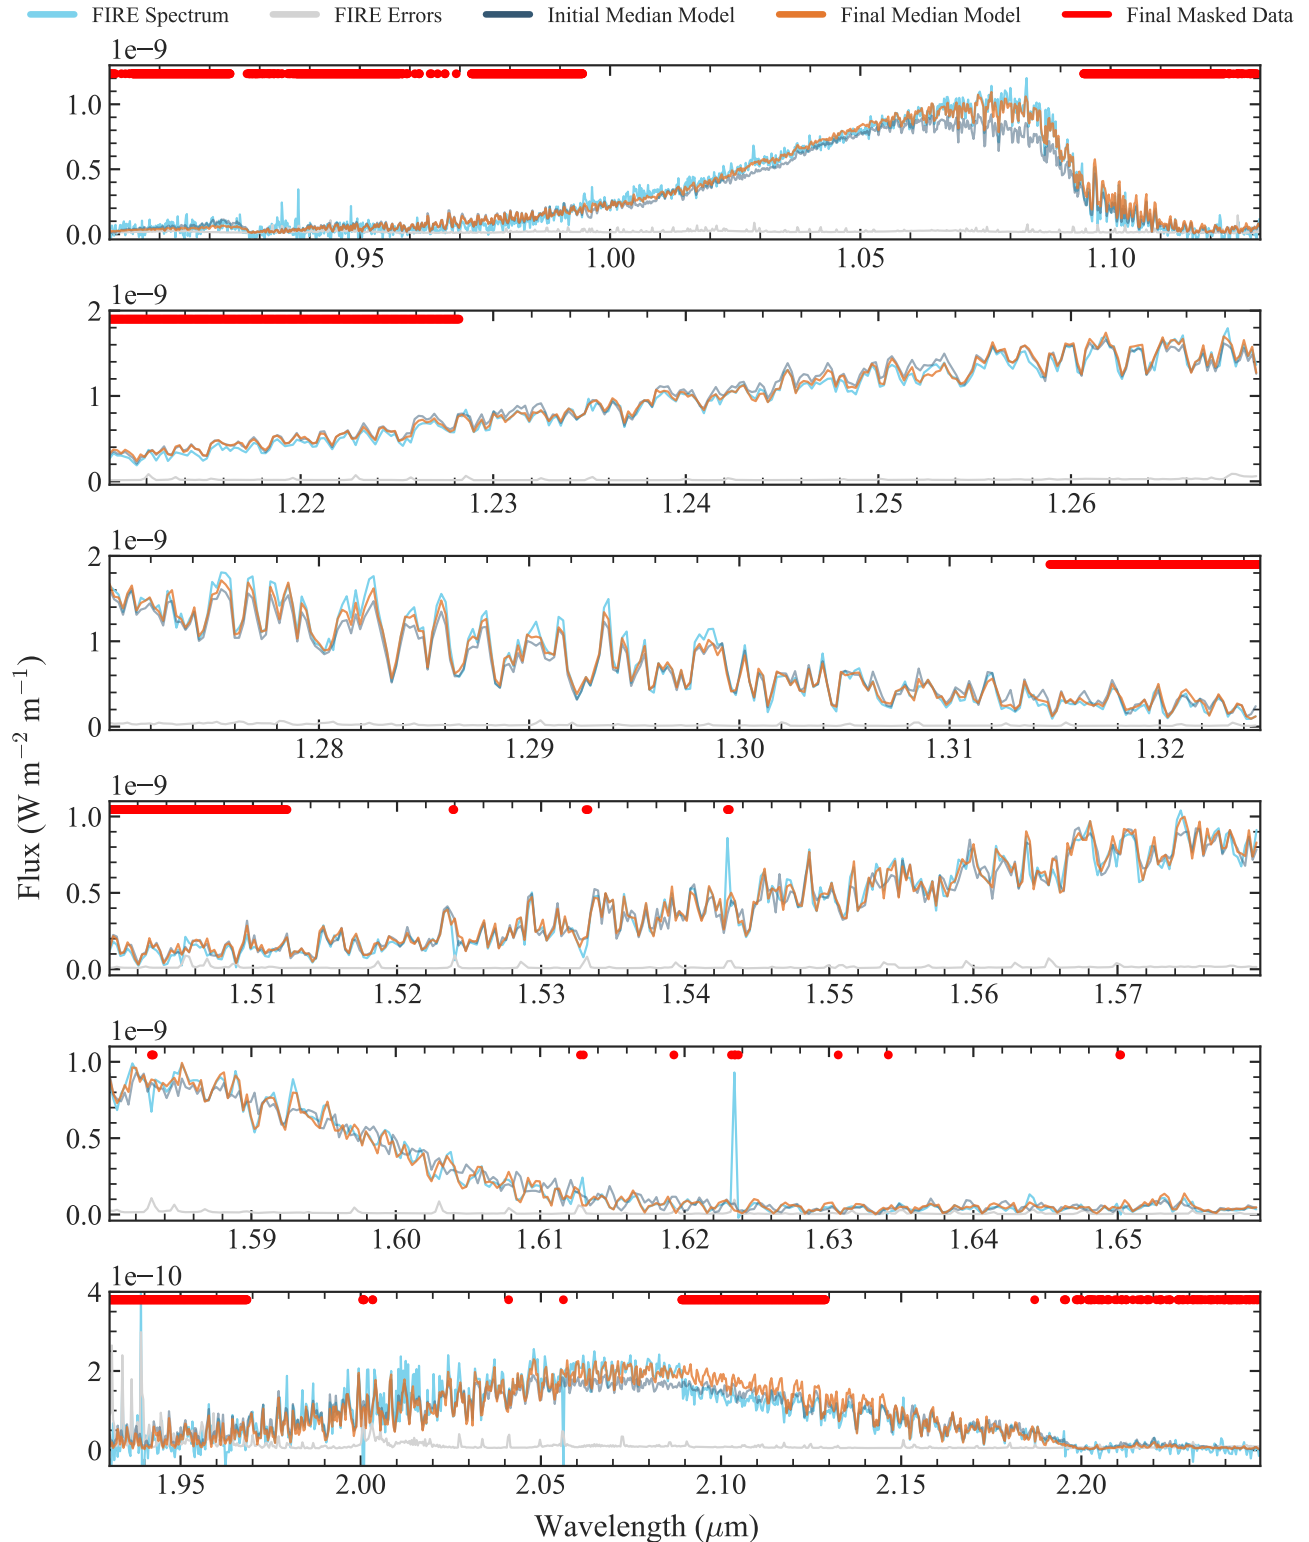 FIRE Spectrum FIRE Errors Initial Median Model Final Median Model Final Masked Data
1e−9
1.0
0.5
0.0
0.95 1.00 1.05 1.10
1e−9
2
1
0
1.22 1.23 1.24 1.25 1.26
1e−9
2
1
0
1.28 1.29 1.30 1.31 1.32
1e−9
1.0
0.5
0.0
1.51 1.52 1.53 1.54 1.55 1.56 1.57
1e−9
1.0
0.5
0.0
1.59 1.60 1.61 1.62 1.63 1.64 1.65
1e−10
4
2
0
1.95 2.00 2.05 2.10 2.15 2.20
Flux (W m⁻² m⁻¹)
Wavelength (μm)